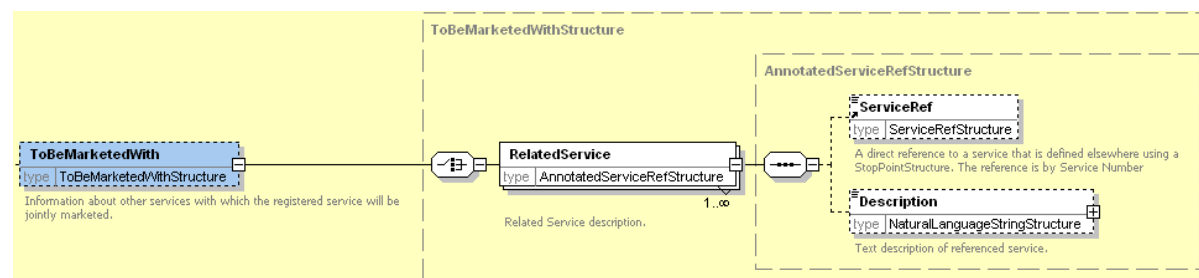 ToBeMarketedWithStructure
AnnotatedServiceRefStructure
ServiceRef
type ServiceRefStructure
A direct reference to a service that is defined elsewhere using a
StopPointStructure. The reference is by Service Number
ToBeMarketedWith
type ToBeMarketedWithStructure
Information about other services with which the registered service will be
jointly marketed.
RelatedService
type AnnotatedServiceRefStructure
1..∞
Related Service description.
Description
type NaturalLanguageStringStructure
Text description of referenced service.